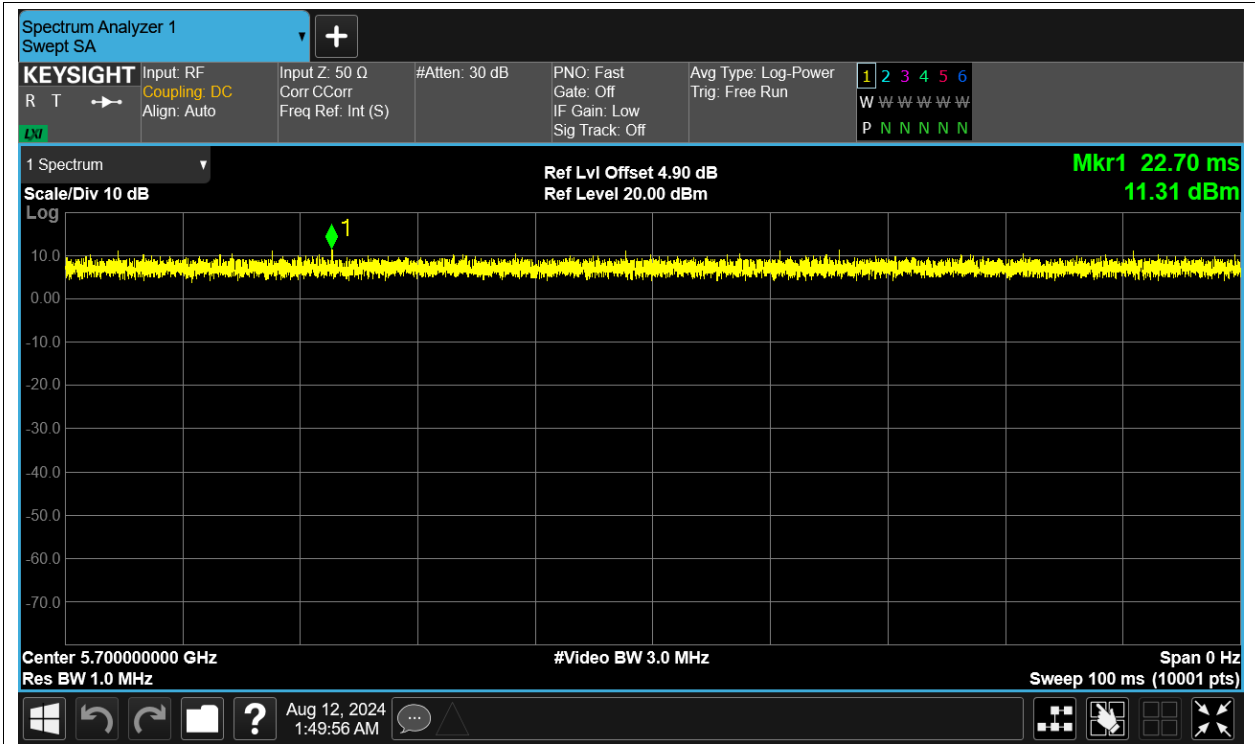 Spectrum Analyzer 1
Swept SA
KEYSIGHT
R T
LXI
Input: RF
Coupling: DC
Align: Auto
Input Z: 50 Ω
Corr CCorr
Freq Ref: Int (S)
#Atten: 30 dB
PNO: Fast
Gate: Off
IF Gain: Low
Sig Track: Off
Avg Type: Log-Power
Trig: Free Run
1 2 3 4 5 6
W W W W W W
P N N N N N
1 Spectrum
Scale/Div 10 dB
Log
Ref Lvl Offset 4.90 dB
Ref Level 20.00 dBm
Mkr1 22.70 ms
11.31 dBm
1
10.0
0.00
-10.0
-20.0
-30.0
-40.0
-50.0
-60.0
-70.0
Center 5.700000000 GHz
#Video BW 3.0 MHz
Span 0 Hz
Res BW 1.0 MHz
Sweep 100 ms (10001 pts)
?
Aug 12, 2024
1:49:56 AM